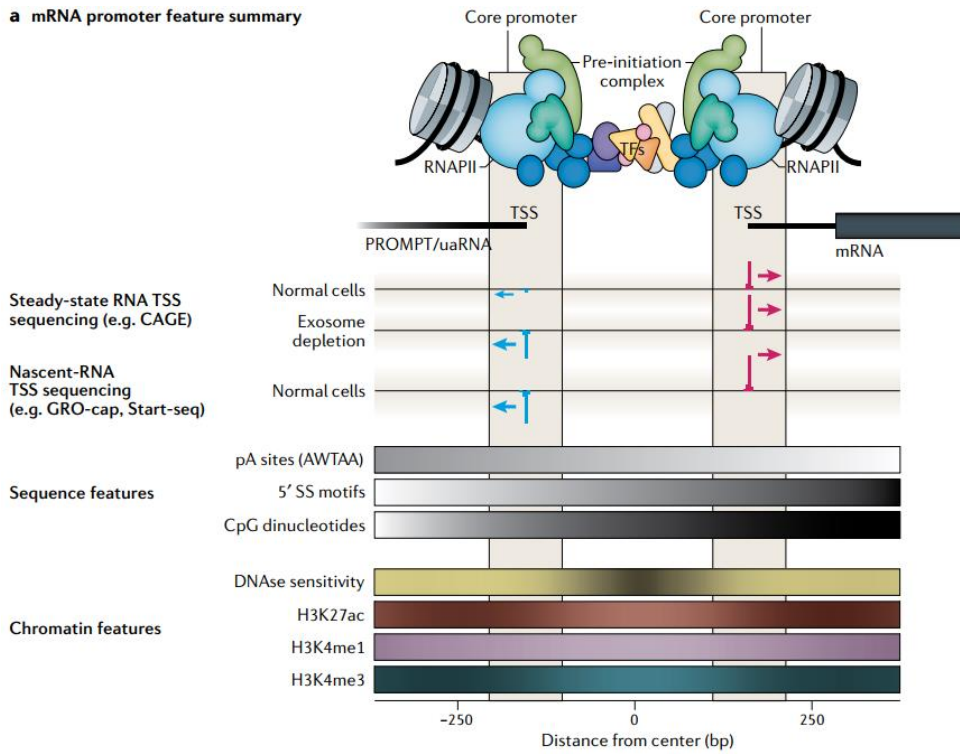 a mRNA promoter feature summary
Core promoter
Core promoter
Pre-initiation
complex
TFs
RNAPII
RNAPII
TSS
TSS
PROMPT/uaRNA
mRNA
Steady-state RNA TSS
sequencing (e.g. CAGE)
Normal cells
Exosome
depletion
Nascent-RNA
TSS sequencing
(e.g. GRO-cap, Start-seq)
Normal cells
Sequence features
pA sites (AWTAA)
5′ SS motifs
CpG dinucleotides
Chromatin features
DNAse sensitivity
H3K27ac
H3K4me1
H3K4me3
–250
0
250
Distance from center (bp)